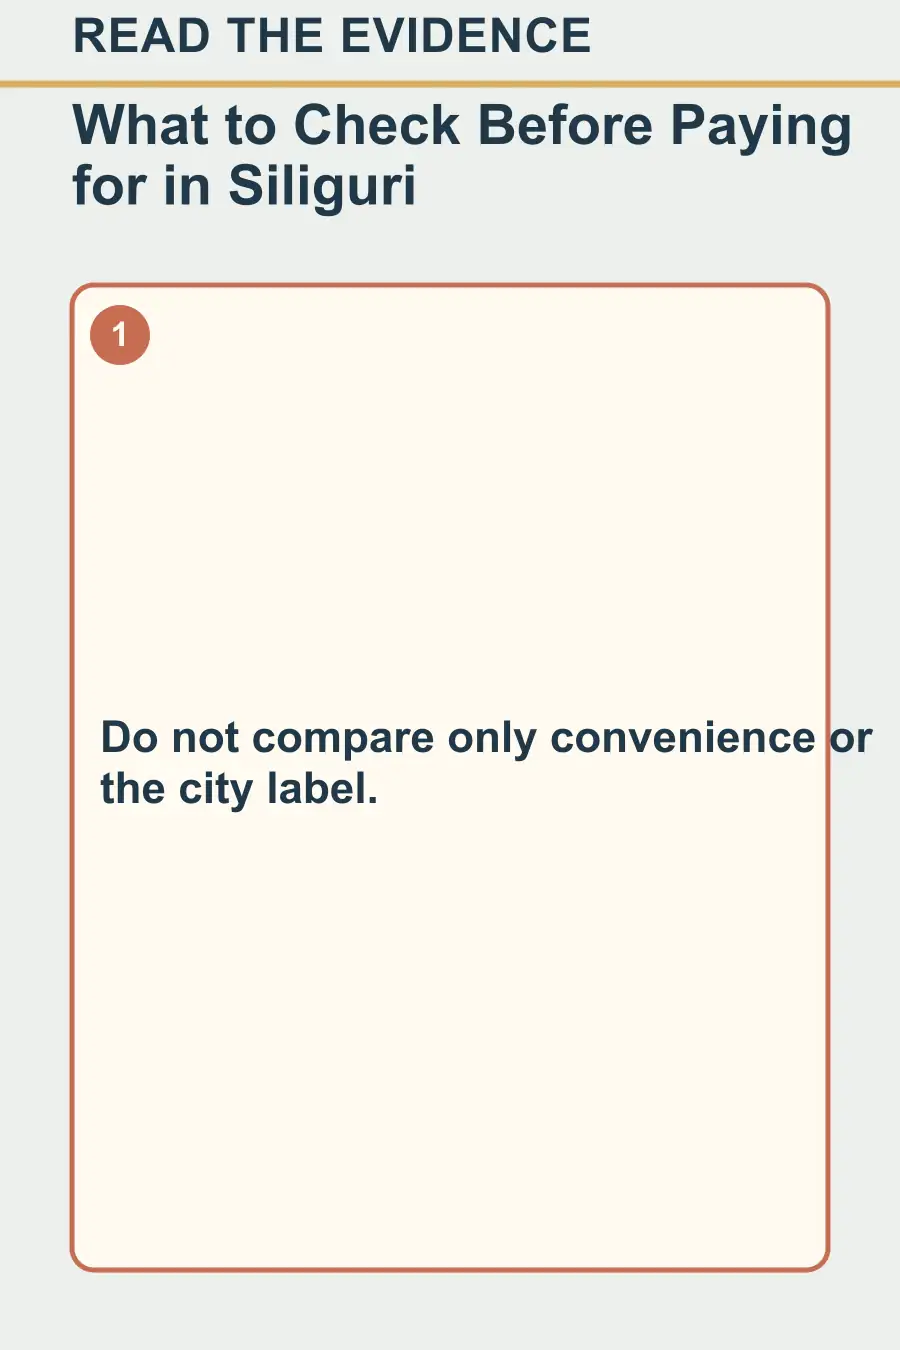 READ THE EVIDENCE
What to Check Before Paying
for in Siliguri
1
Do not compare only convenience or
the city label.